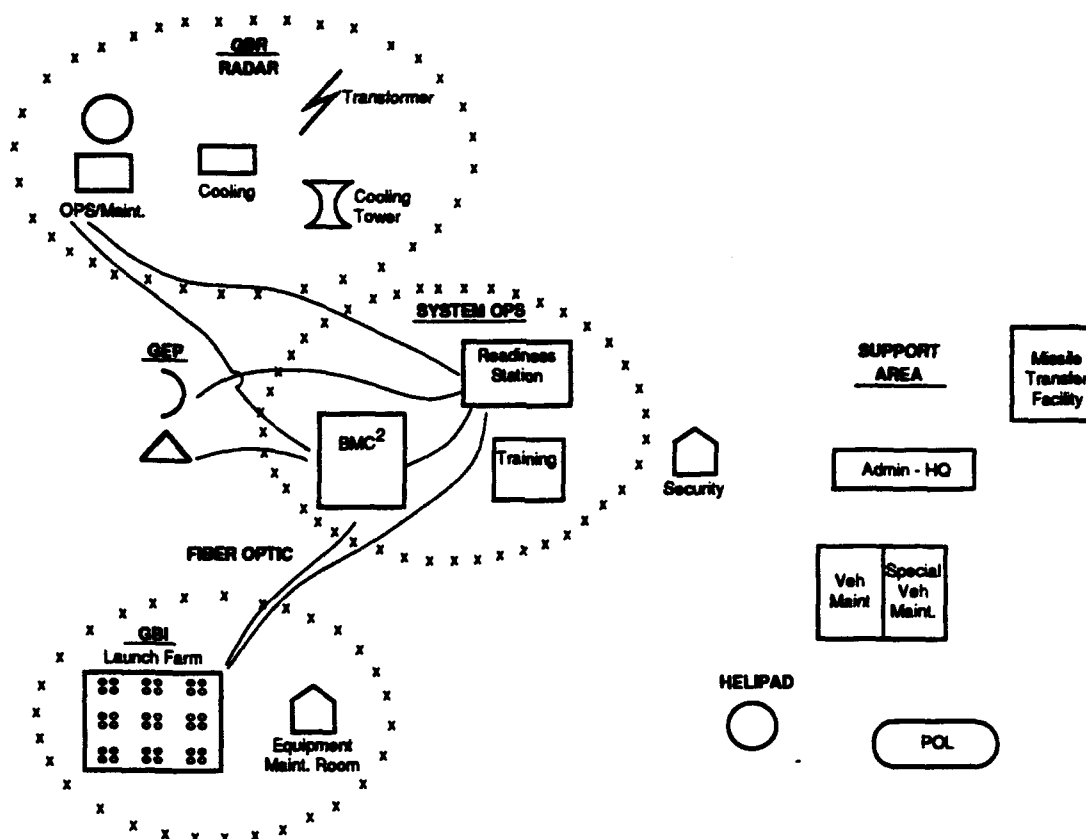 GBR
RADAR
Transformer
Cooling
OPS/Maint.
Cooling
Tower
SYSTEM OPS
GEP
Readiness
Station
BMC2
Training
Security
SUPPORT
AREA
Missile
Transfer
Facility
Admin - HQ
FIBER OPTIC
Veh
Maint
Special
Veh
Maint.
GBI
Launch Farm
Equipment
Maint. Room
HELIPAD
POL